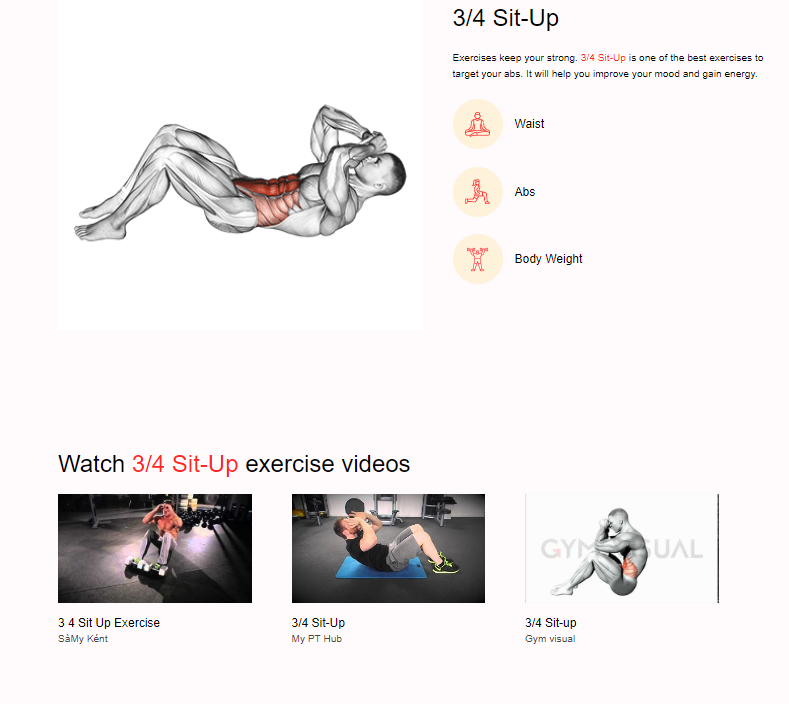 3/4 Sit-Up
Exercises keep your strong. 3/4 Sit-Up is one of the best exercises to
target your abs. It will help you improve your mood and gain energy.
Waist
Abs
Body Weight
Watch 3/4 Sit-Up exercise videos
GYM VISUAL
3 4 Sit Up Exercise
3/4 Sit-Up
3/4 Sit-up
SàMy Ként
My PT Hub
Gym visual